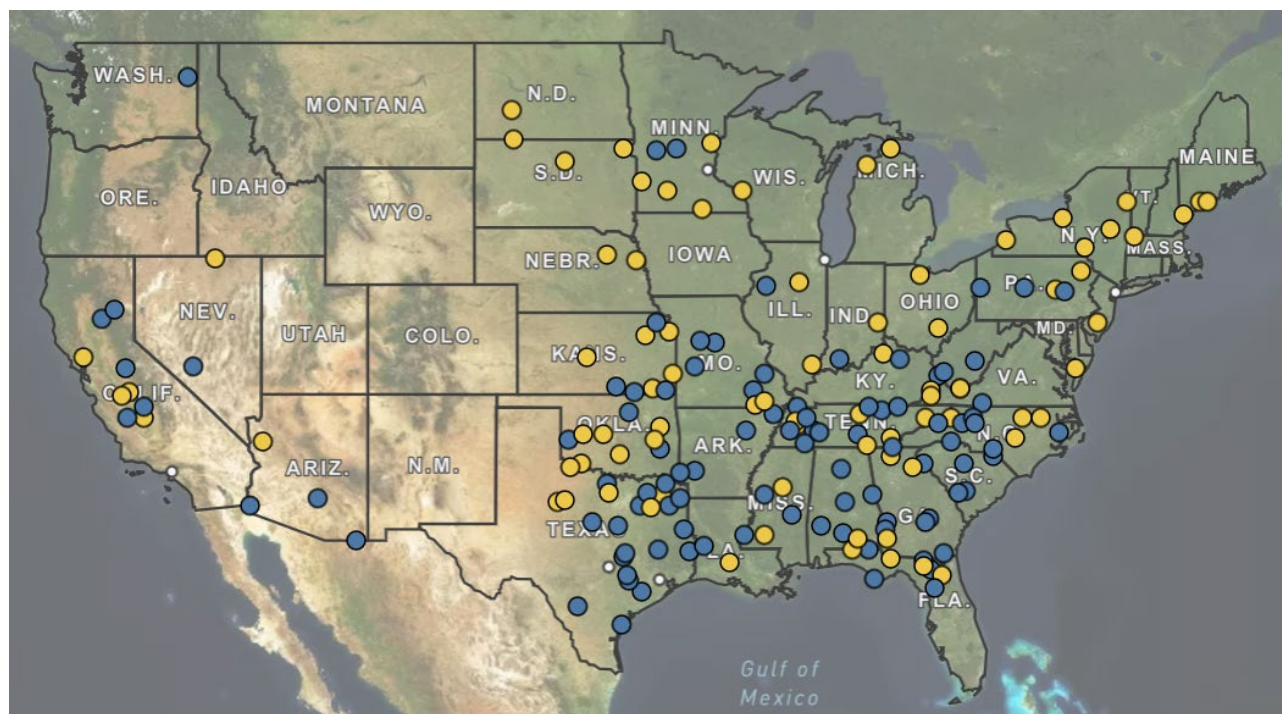 WASH.
N.D.
MONTANA
MINN.
MAINE
S.D.
MICH.
VT.
ORE.
IDAHO
WIS.
WYO.
N.Y.
MASS.
NEBR.
IOWA
PA.
OHIO
NEV.
ILL.
IND.
UTAH
COLO.
MD.
KANS.
MO.
VA.
CALIF.
KY.
OKLA.
TENN.
N.C.
ARIZ.
N.M.
ARK.
S.C.
MISS.
GA.
TEXA
LA.
FLA.
Gulf of
Mexico